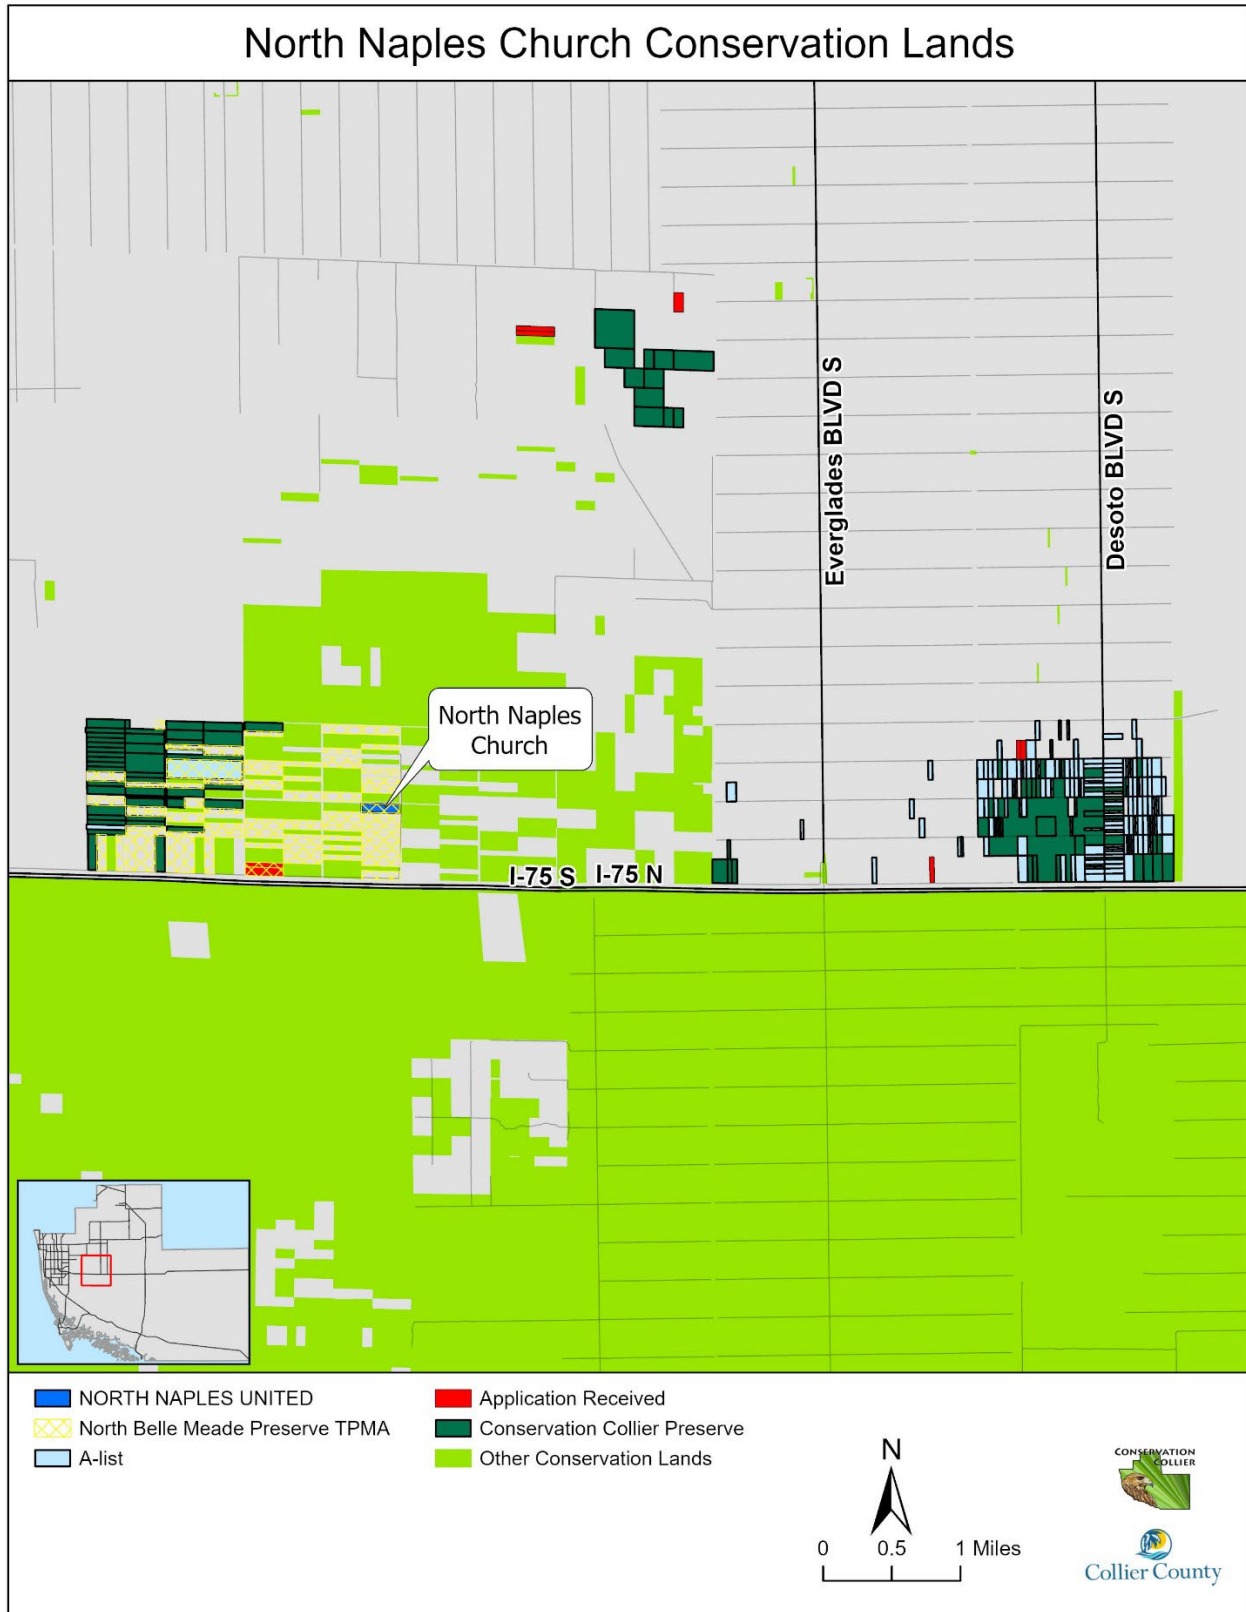 North Naples Church Conservation Lands
Everglades BLVD S
Desoto BLVD S
North Naples
Church
I-75 S
I-75 N
NORTH NAPLES UNITED
North Belle Meade Preserve TPMA
A-list
Application Received
Conservation Collier Preserve
Other Conservation Lands
N
0 0.5 1 Miles
CONSERVATION
COLLIER
Collier County